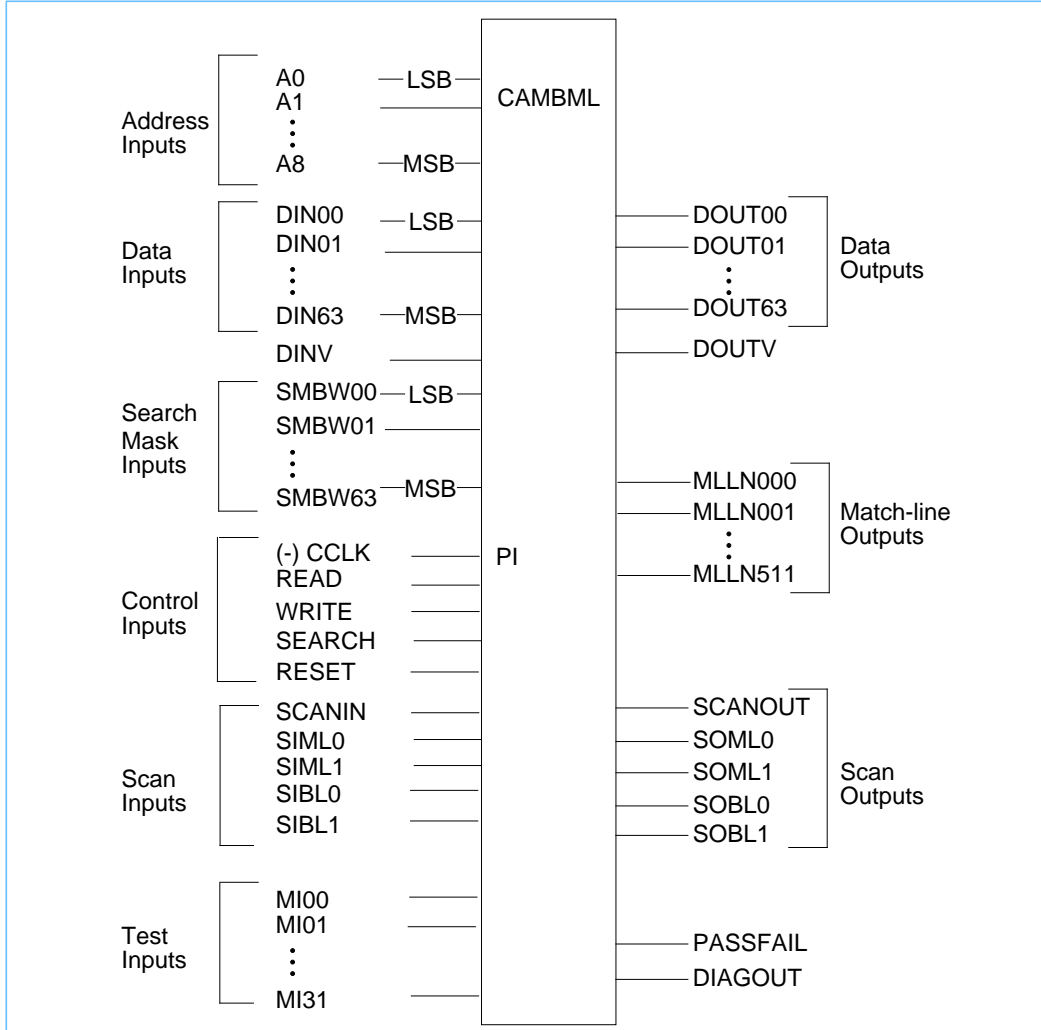 CAMBML
PI
Address
Inputs
A0 LSB
A1
A8 MSB
Data
Inputs
DIN00 LSB
DIN01
DIN63 MSB
DINV
Search
Mask
Inputs
SMBW00 LSB
SMBW01
SMBW63 MSB
Control
Inputs
(-) CCLK
READ
WRITE
SEARCH
RESET
Scan
Inputs
SCANIN
SIML0
SIML1
SIBL0
SIBL1
Test
Inputs
MI00
MI01
MI31
DOUT00
DOUT01
DOUT63
Data
Outputs
DOUTV
MLLN000
MLLN001
MLLN511
Match-line
Outputs
SCANOUT
SOML0
SOML1
SOBL0
SOBL1
Scan
Outputs
PASSFAIL
DIAGOUT